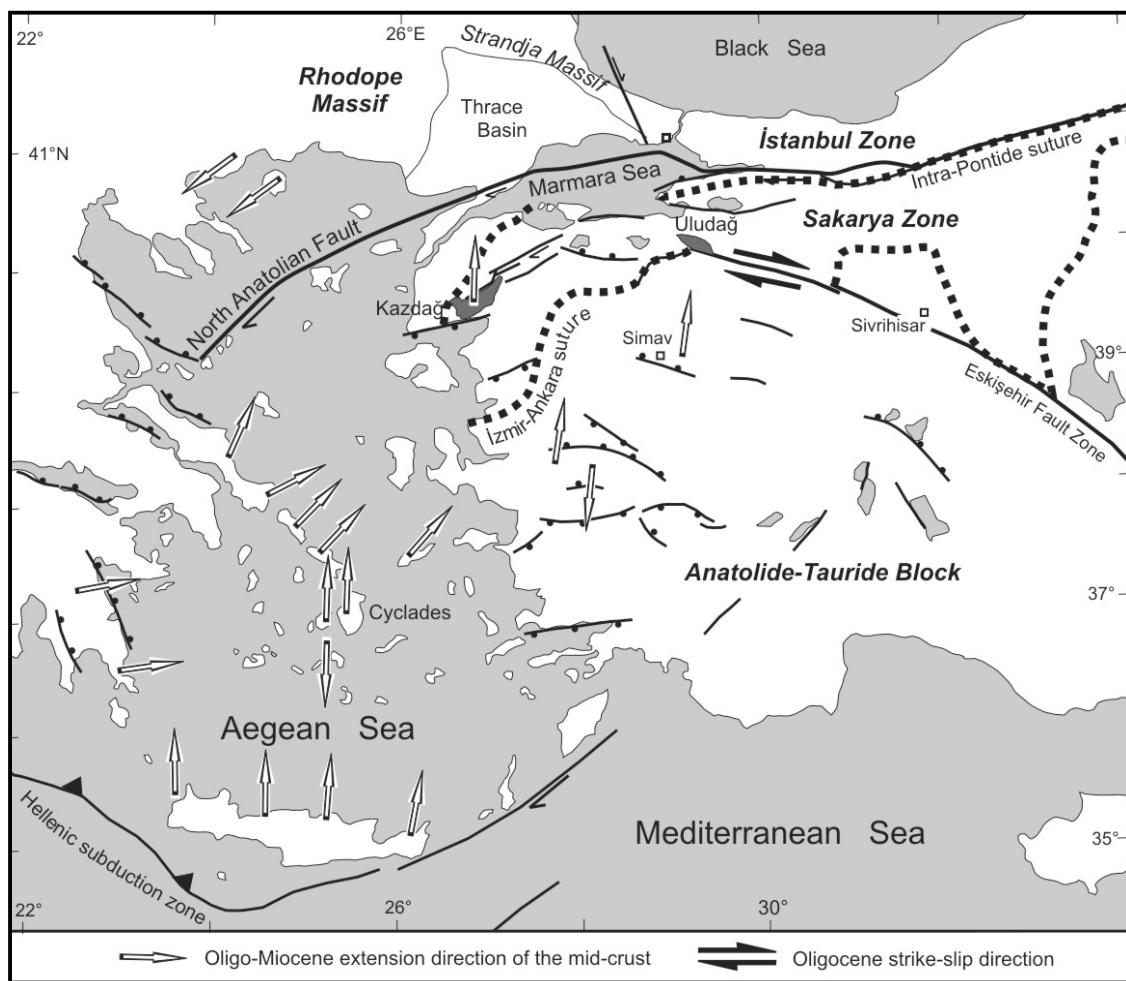 22°
26°E
Strandja Massif
Black Sea
Rhodope
Massif
Thrace
Basin
İstanbul Zone
41°N
Marmara Sea
Intra-Pontide suture
Uludağ
Sakarya Zone
North Anatolian Fault
Kazdağ
Simav
Sivrihisar
39°
İzmir-Ankara suture
Eskişehir Fault Zone
Anatolide-Tauride Block
37°
Cyclades
Aegean Sea
Hellenic subduction zone
Mediterranean Sea
35°
22°
26°
30°
Oligo-Miocene extension direction of the mid-crust
Oligocene strike-slip direction